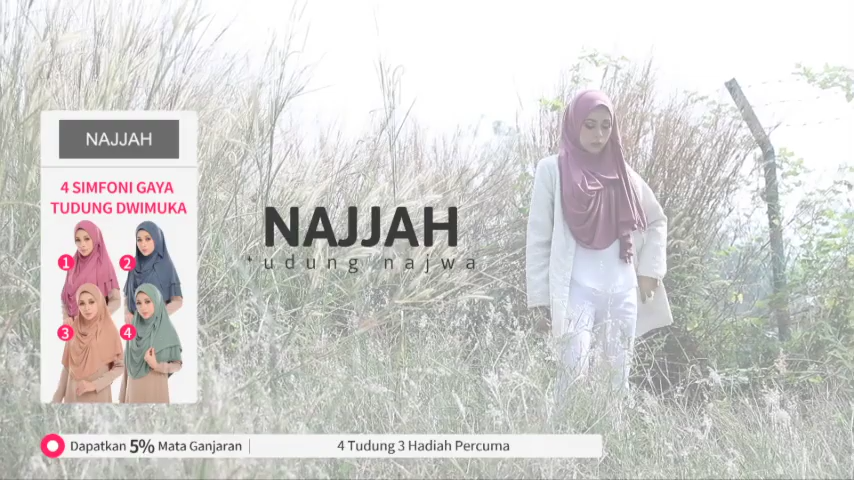 NAJJAH
4 SIMFONI GAYA
TUDUNG DWIMUKA
1
2
3
4
NAJJAH
tudung najwa
Dapatkan 5% Mata Ganjaran
4 Tudung 3 Hadiah Percuma